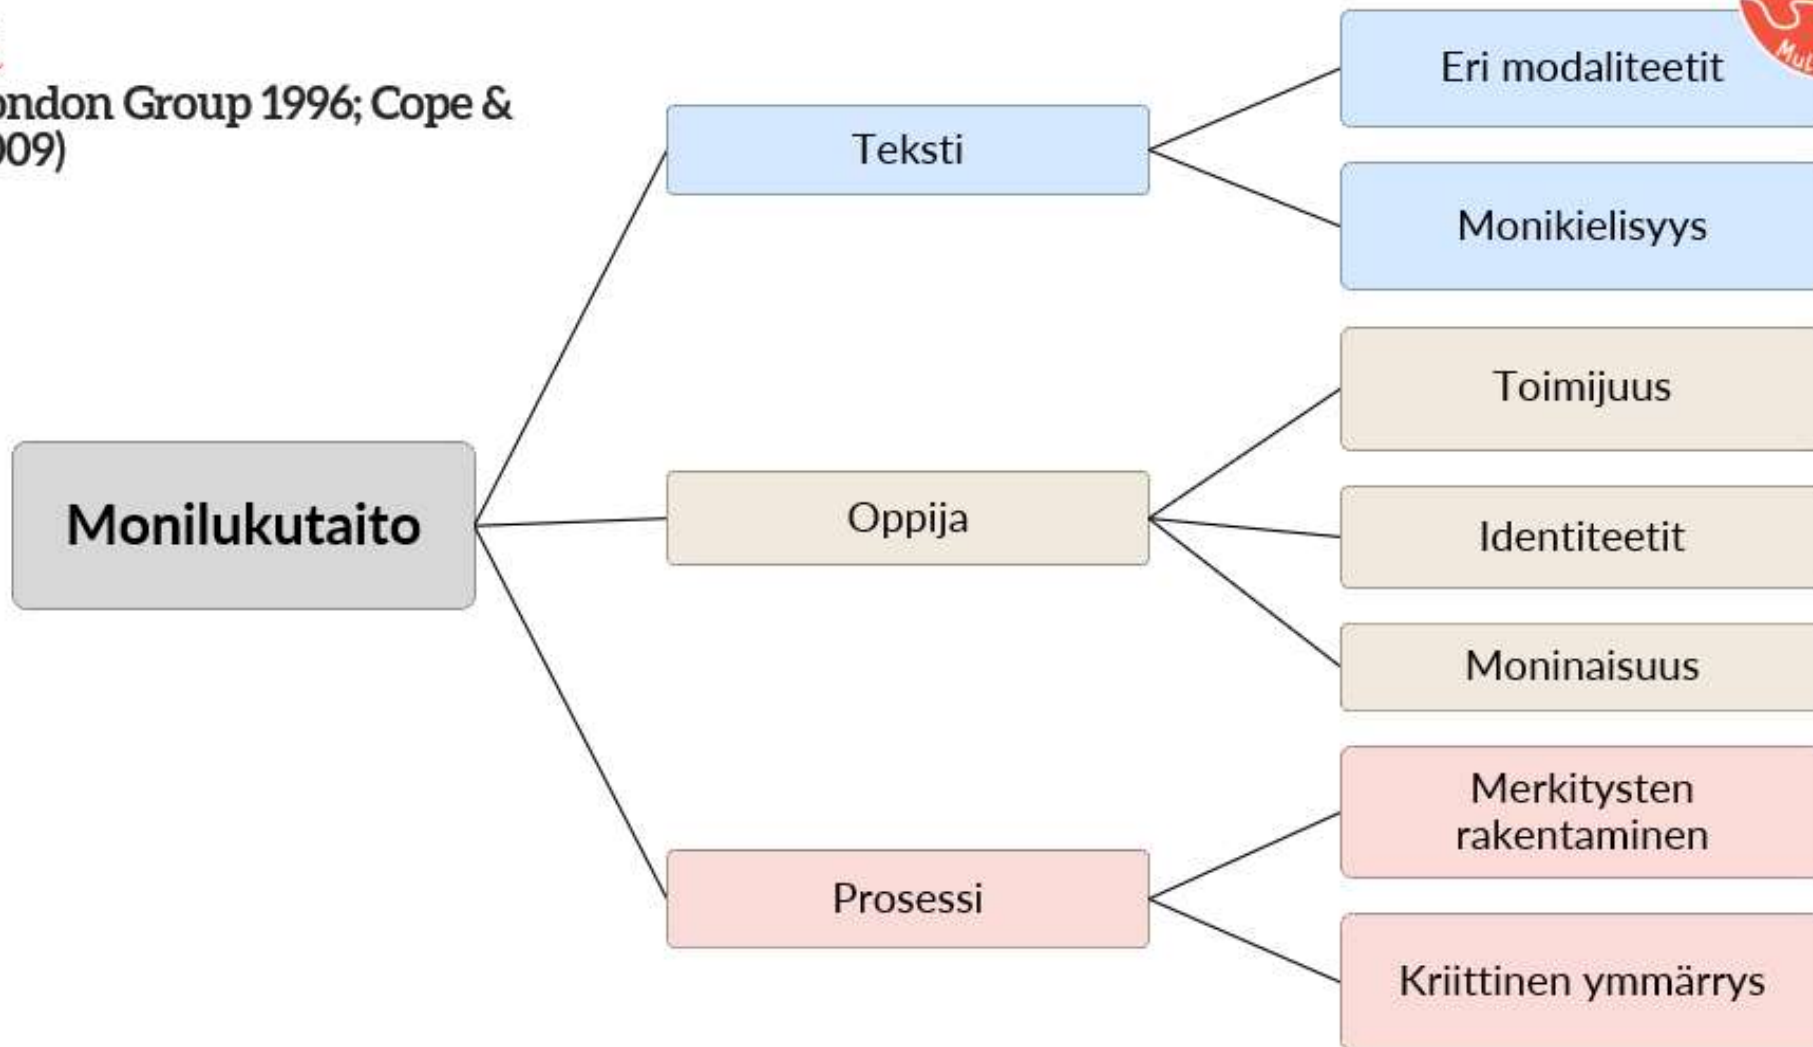 ondon Group 1996; Cope &
009)
Monilukutaito
Teksti
Eri modaliteetit
Monikielisyys
Oppija
Toimijuus
Identiteetit
Moninaisuus
Prosessi
Merkitysten
rakentaminen
Kriittinen ymmärrys